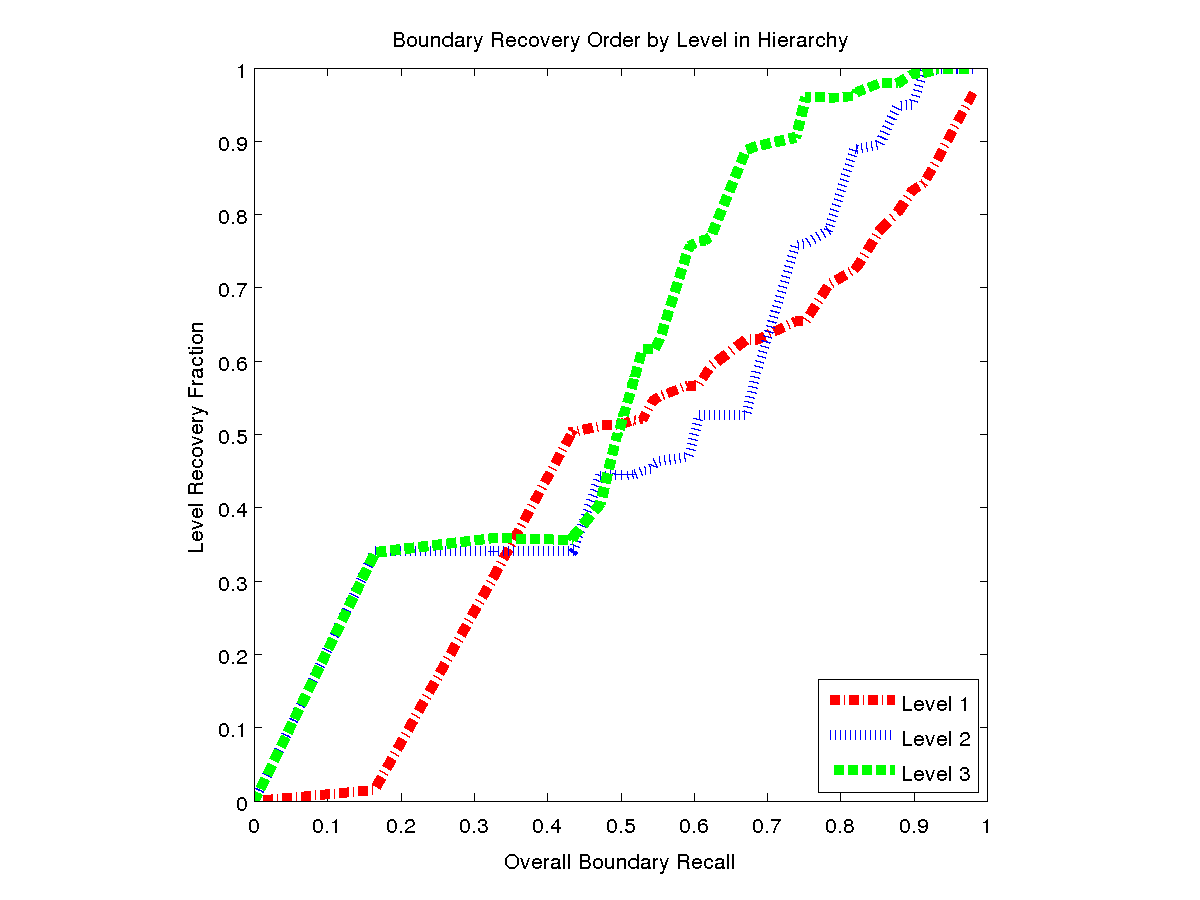 Boundary Recovery Order by Level in Hierarchy
1
0.9
0.8
0.7
0.6
0.5
0.4
0.3
0.2
0.1
0
Level Recovery Fraction
0 0.1 0.2 0.3 0.4 0.5 0.6 0.7 0.8 0.9 1
Overall Boundary Recall
Level 1
Level 2
Level 3